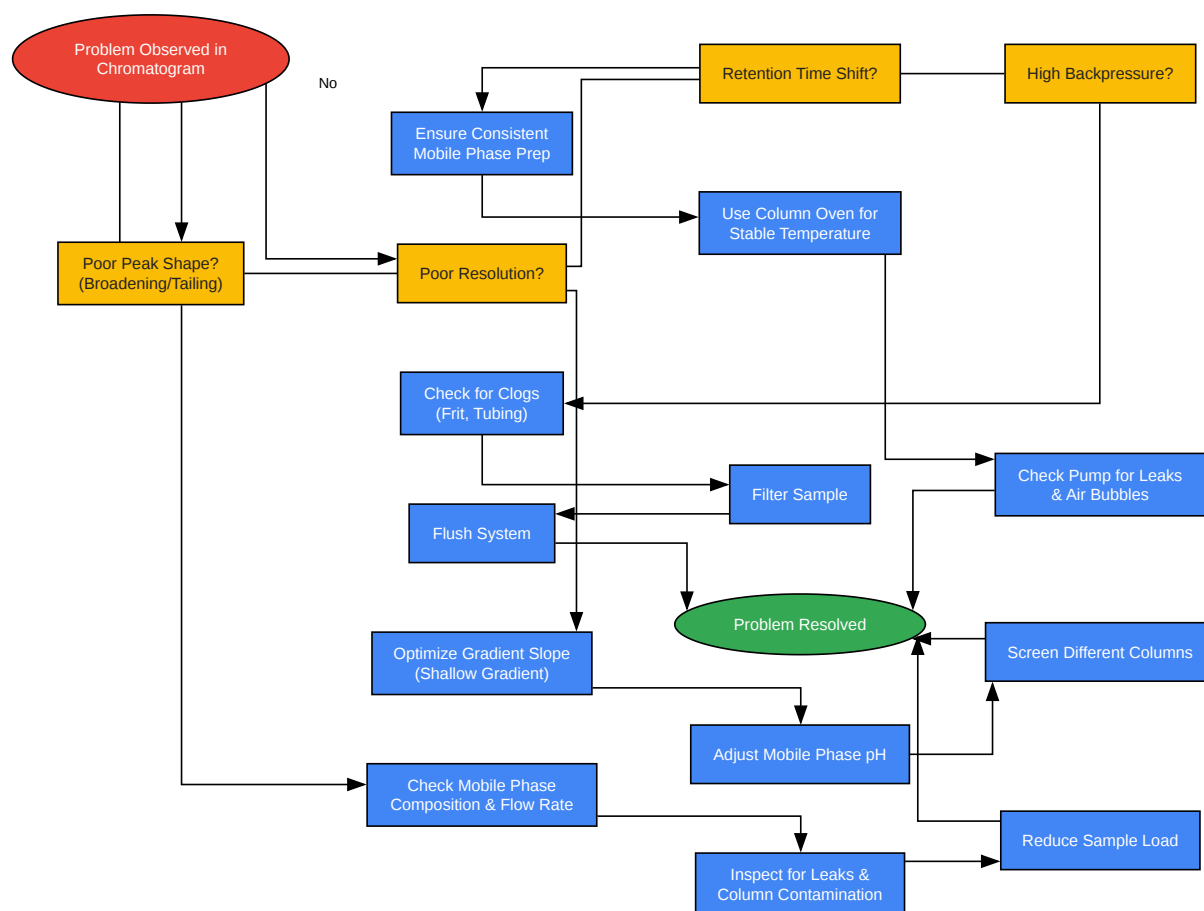 Problem Observed in
Chromatogram
No
Retention Time Shift?
High Backpressure?
Ensure Consistent
Mobile Phase Prep
Use Column Oven for
Stable Temperature
Poor Peak Shape?
(Broadening/Tailing)
Poor Resolution?
Check for Clogs
(Frit, Tubing)
Filter Sample
Check Pump for Leaks
& Air Bubbles
Flush System
Problem Resolved
Optimize Gradient Slope
(Shallow Gradient)
Screen Different Columns
Adjust Mobile Phase pH
Check Mobile Phase
Composition & Flow Rate
Reduce Sample Load
Inspect for Leaks &
Column Contamination